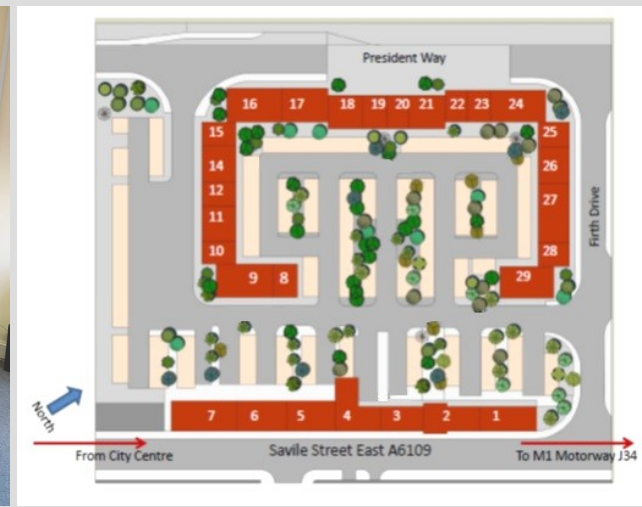 President Way
16 17 18 19 20 21 22 23 24
15 25
14 26
12 27
11
10 28
9 8 29
Firth Drive
North
7 6 5 4 3 2 1
From City Centre Savile Street East A6109 To M1 Motorway J34